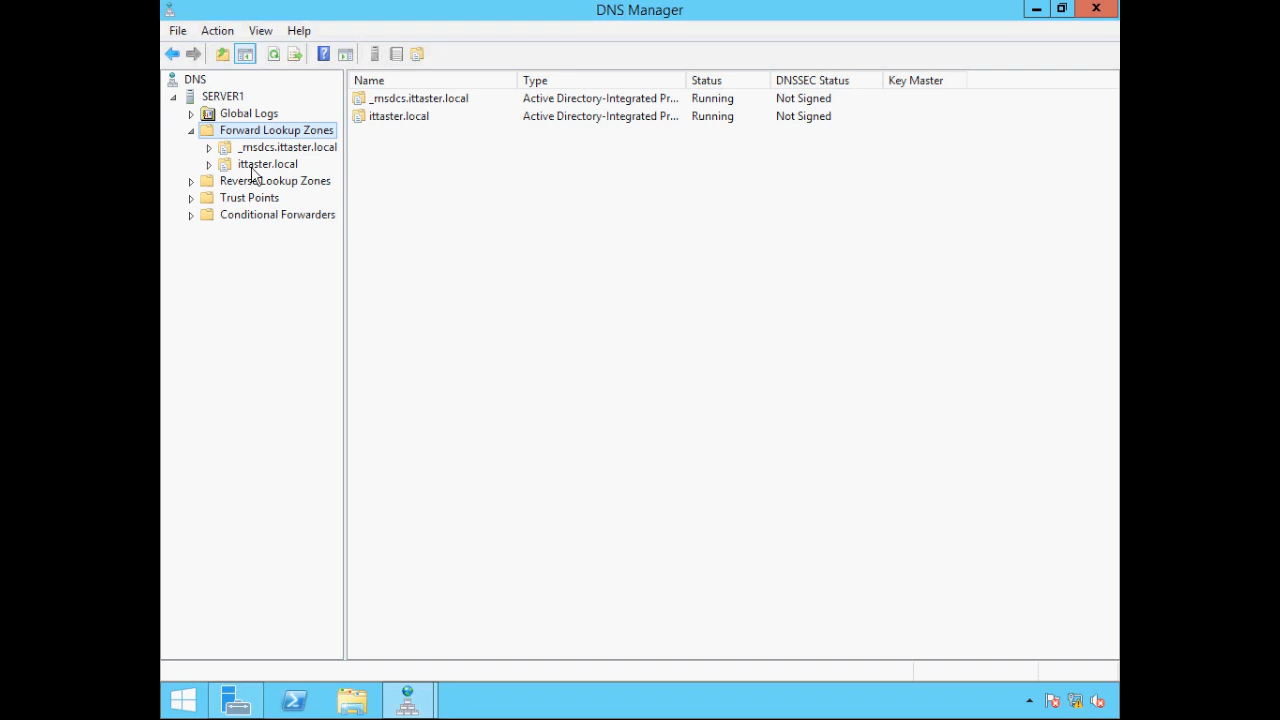 DNS Manager
File Action View Help
DNS
SERVER1
Global Logs
Forward Lookup Zones
_msdcs.ittaster.local
ittaster.local
Reverse Lookup Zones
Trust Points
Conditional Forwarders
Name Type Status DNSSEC Status Key Master
_msdcs.ittaster.local Active Directory-Integrated Pr... Running Not Signed
ittaster.local Active Directory-Integrated Pr... Running Not Signed